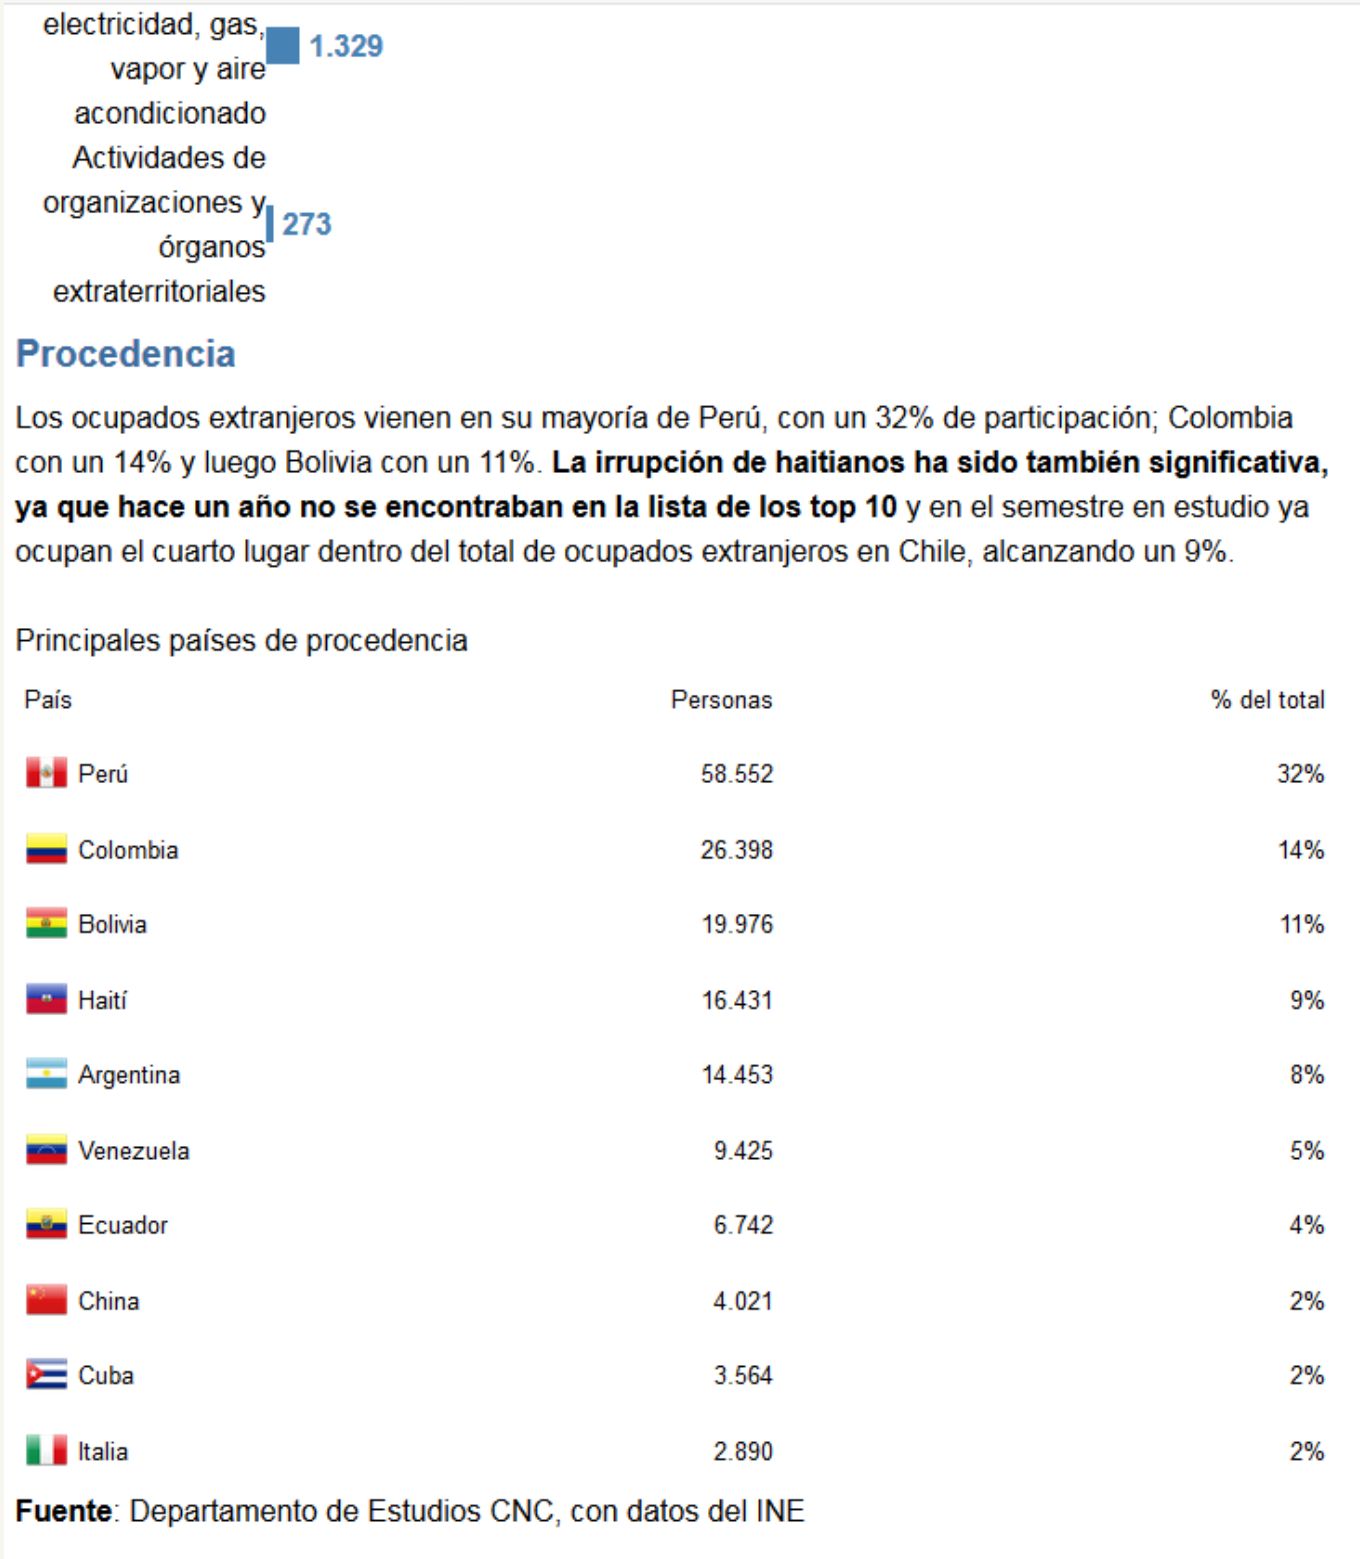 electricidad, gas,
vapor y aire
acondicionado
1.329
Actividades de
organizaciones y
órganos
extraterritoriales
273
Procedencia
Los ocupados extranjeros vienen en su mayoría de Perú, con un 32% de participación; Colombia
con un 14% y luego Bolivia con un 11%. La irrupción de haitianos ha sido también significativa,
ya que hace un año no se encontraban en la lista de los top 10 y en el semestre en estudio ya
ocupan el cuarto lugar dentro del total de ocupados extranjeros en Chile, alcanzando un 9%.
Principales países de procedencia
País Personas % del total
Perú 58.552 32%
Colombia 26.398 14%
Bolivia 19.976 11%
Haití 16.431 9%
Argentina 14.453 8%
Venezuela 9.425 5%
Ecuador 6.742 4%
China 4.021 2%
Cuba 3.564 2%
Italia 2.890 2%
Fuente: Departamento de Estudios CNC, con datos del INE